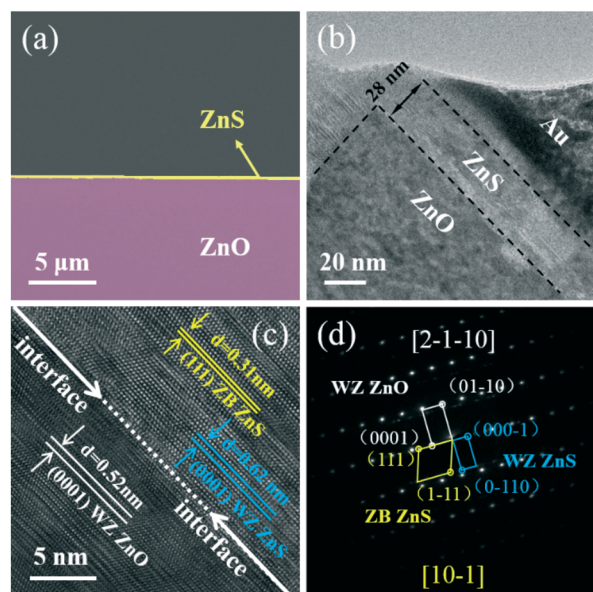 (a)
ZnS
ZnO
5 μm
(b)
28 nm
Au
ZnS
ZnO
20 nm
(c)
interface
d=0.31nm
(111) ZB ZnS
d=0.62 nm
(0001) WZ ZnS
d=0.52nm
(0001) WZ ZnO
interface
5 nm
(d)
[2-1-10]
WZ ZnO
(01-10)
(0001)
(000-1)
(111)
WZ ZnS
(1-11)
(0-110)
ZB ZnS
[10-1]